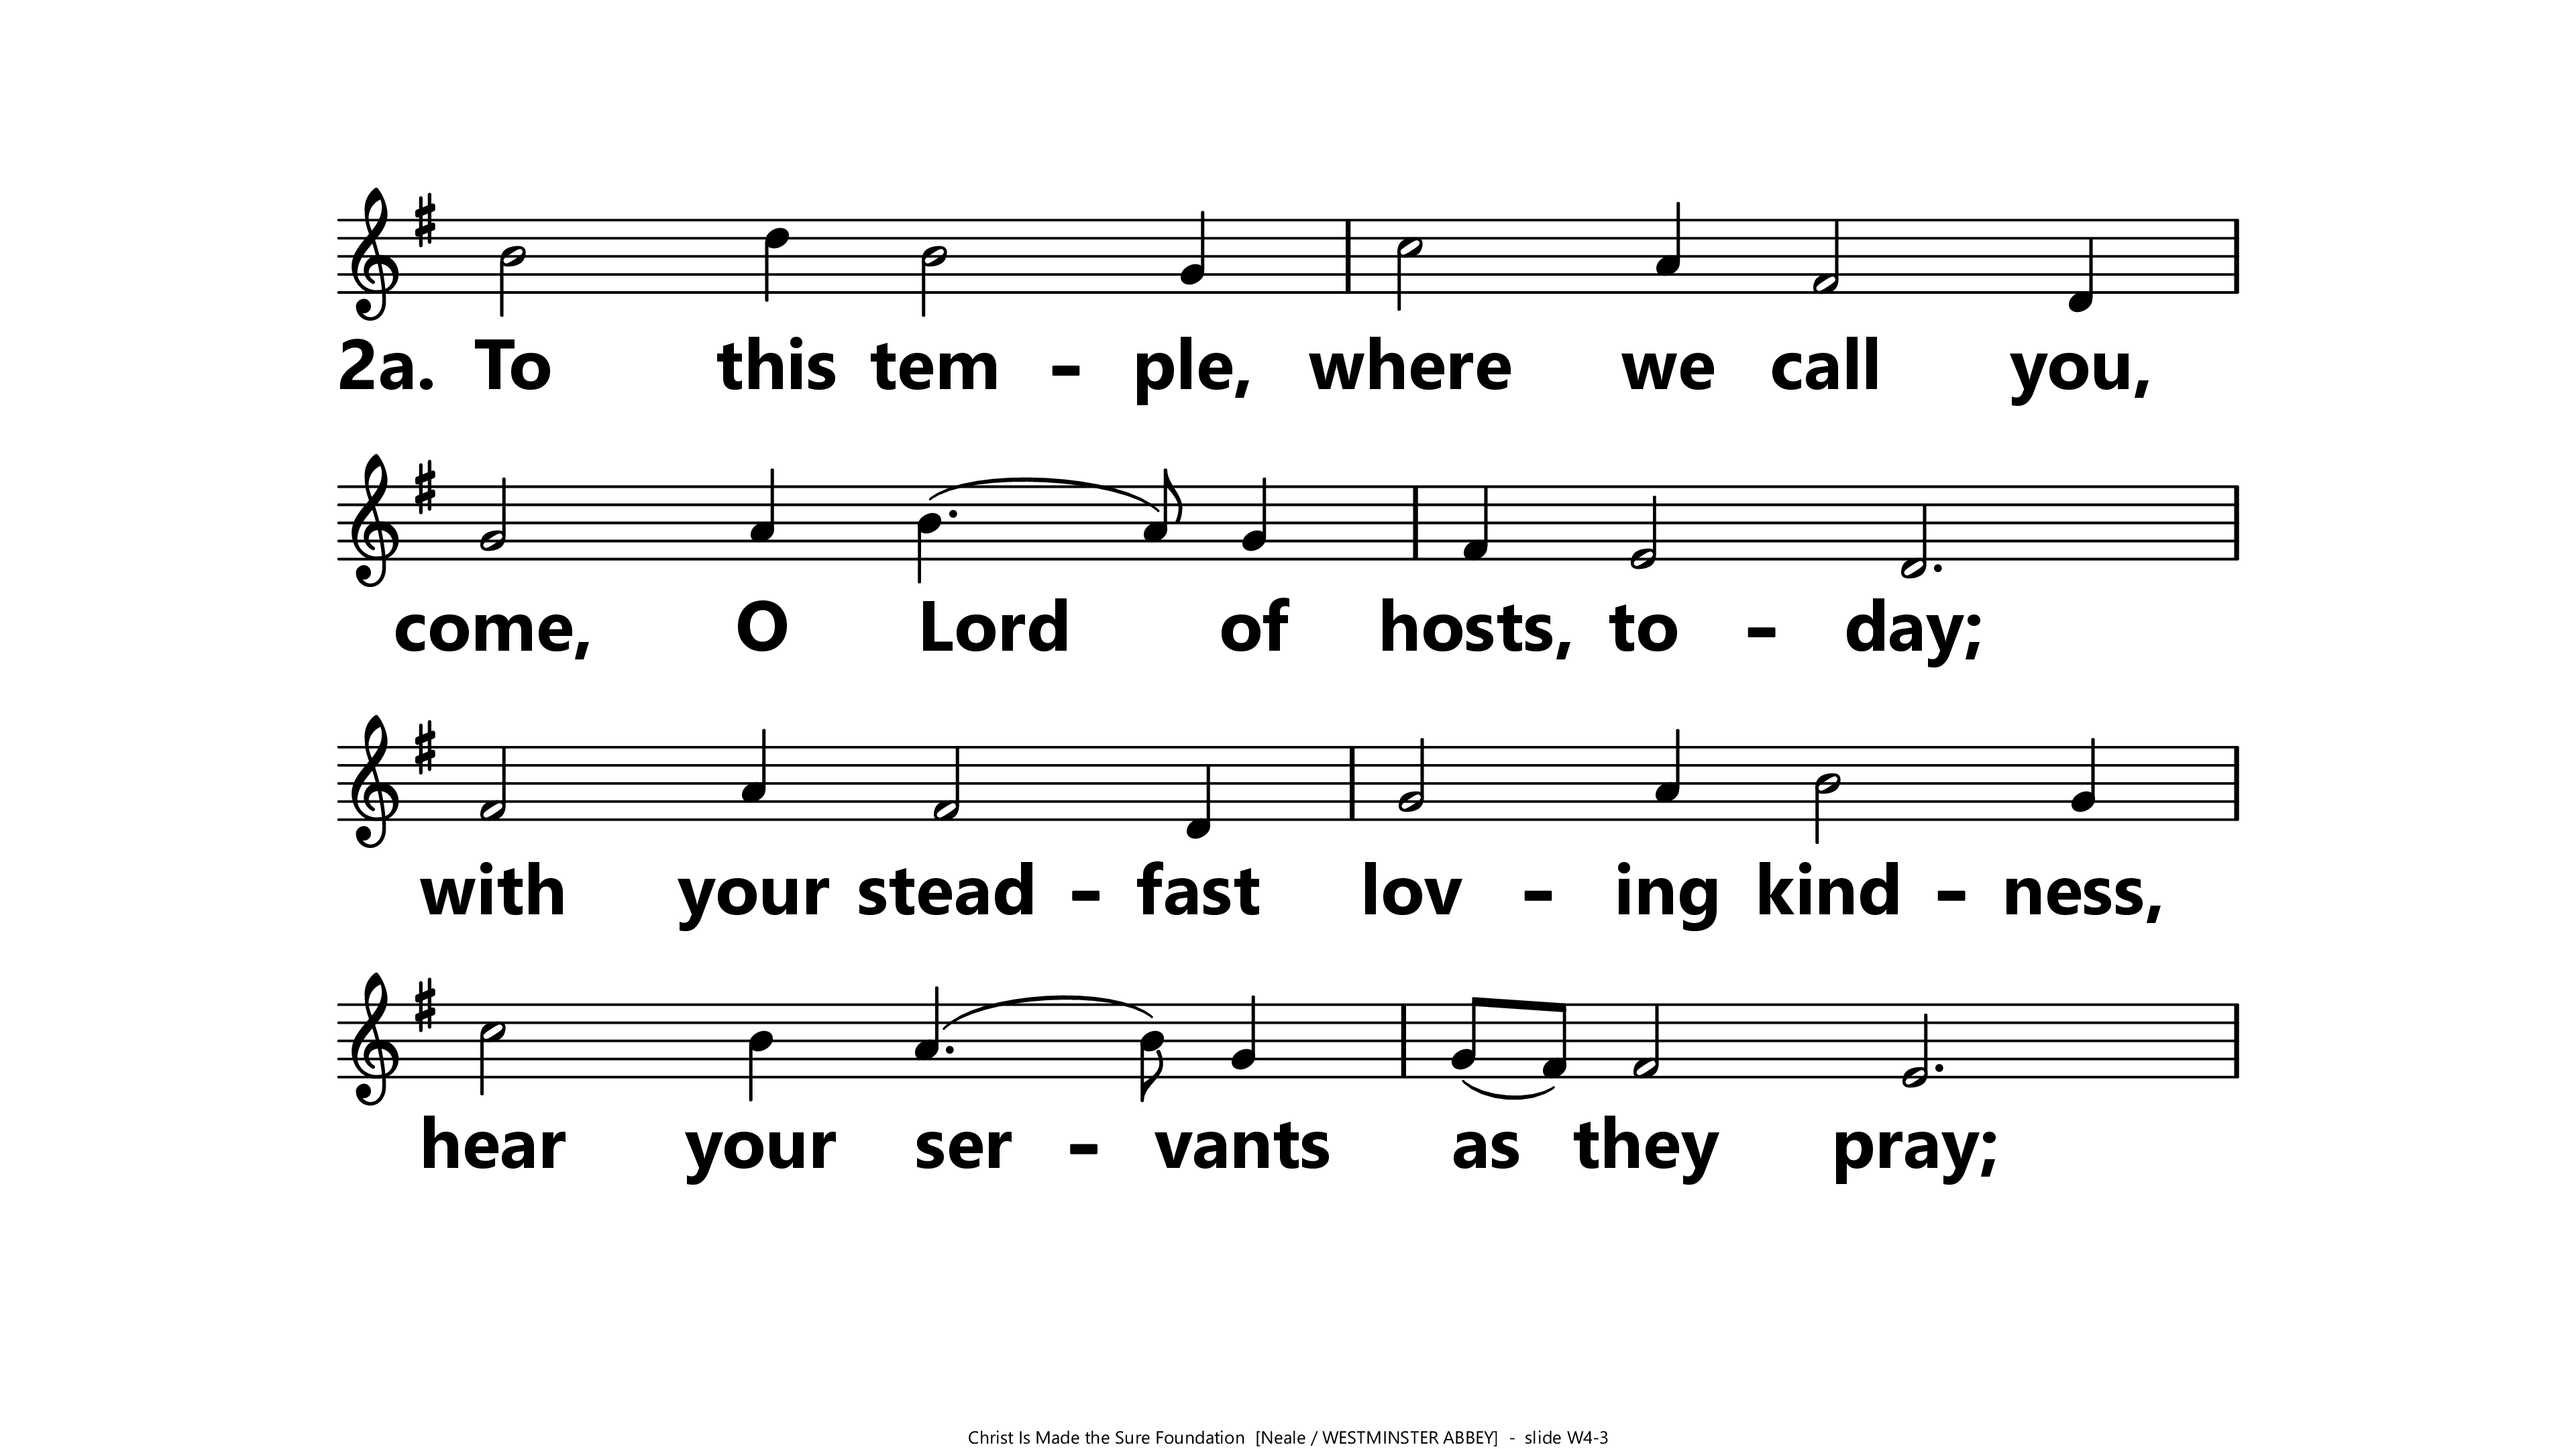 2a. To this tem - ple, where we call you,
come, O Lord of hosts, to - day;
with your stead - fast lov - ing kind - ness,
hear your ser - vants as they pray;
Christ Is Made the Sure Foundation [Neale / WESTMINSTER ABBEY] - slide W4-3